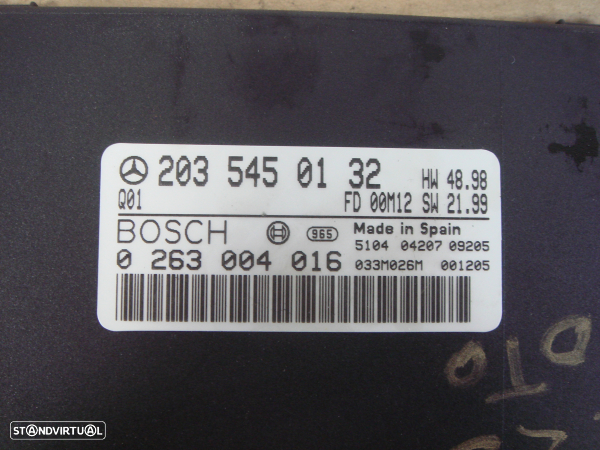 203 545 01 32 HW 48.98
Q01 FD 00M12 SW 21.99
BOSCH 965 Made in Spain
5104 04207 09205
0 263 004 016 033M026M 001205
OTO
STANDVIRTUAL